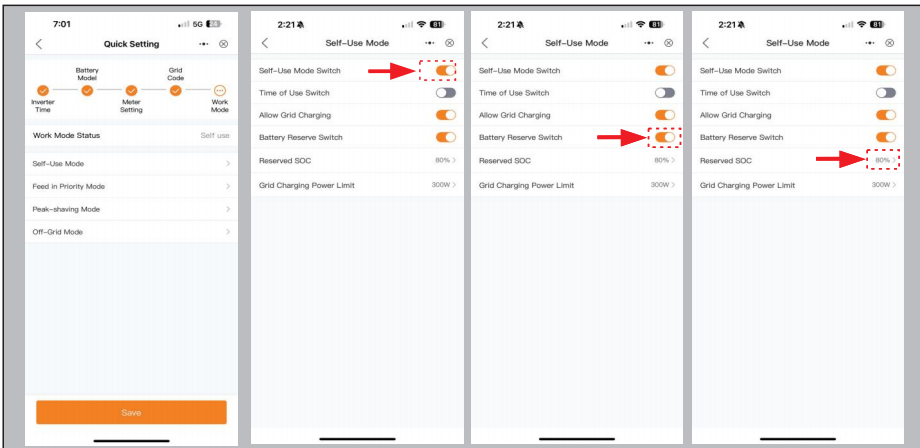 7:01
5G
Quick Setting
Battery Model
Grid Code
Inverter Time
Meter Setting
Work Mode
Work Mode Status Self use
Self-Use Mode
Feed in Priority Mode
Peak-shaving Mode
Off-Grid Mode
Save
2:21 81
Self-Use Mode
Self-Use Mode Switch
Time of Use Switch
Allow Grid Charging
Battery Reserve Switch
Reserved SOC 80%
Grid Charging Power Limit 300W
2:21 81
Self-Use Mode
Self-Use Mode Switch
Time of Use Switch
Allow Grid Charging
Battery Reserve Switch
Reserved SOC 80%
Grid Charging Power Limit 300W
2:21 81
Self-Use Mode
Self-Use Mode Switch
Time of Use Switch
Allow Grid Charging
Battery Reserve Switch
Reserved SOC 80%
Grid Charging Power Limit 300W